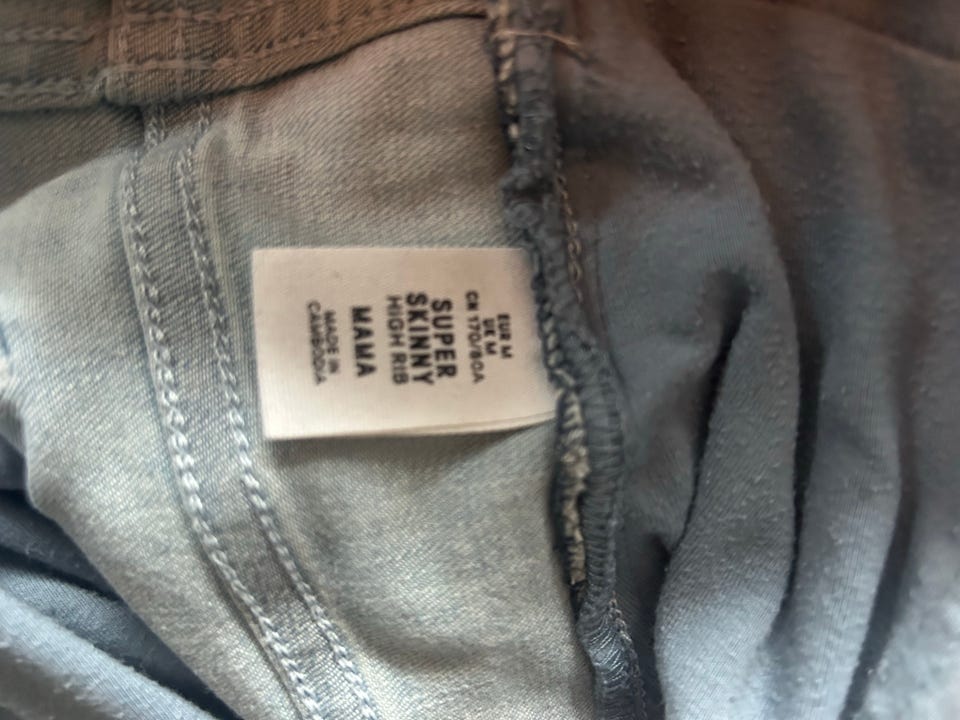 EUR M
UK M
CN 170/80A
SUPER
SKINNY
HIGH RIB
MAMA
MADE IN
CAMBODIA